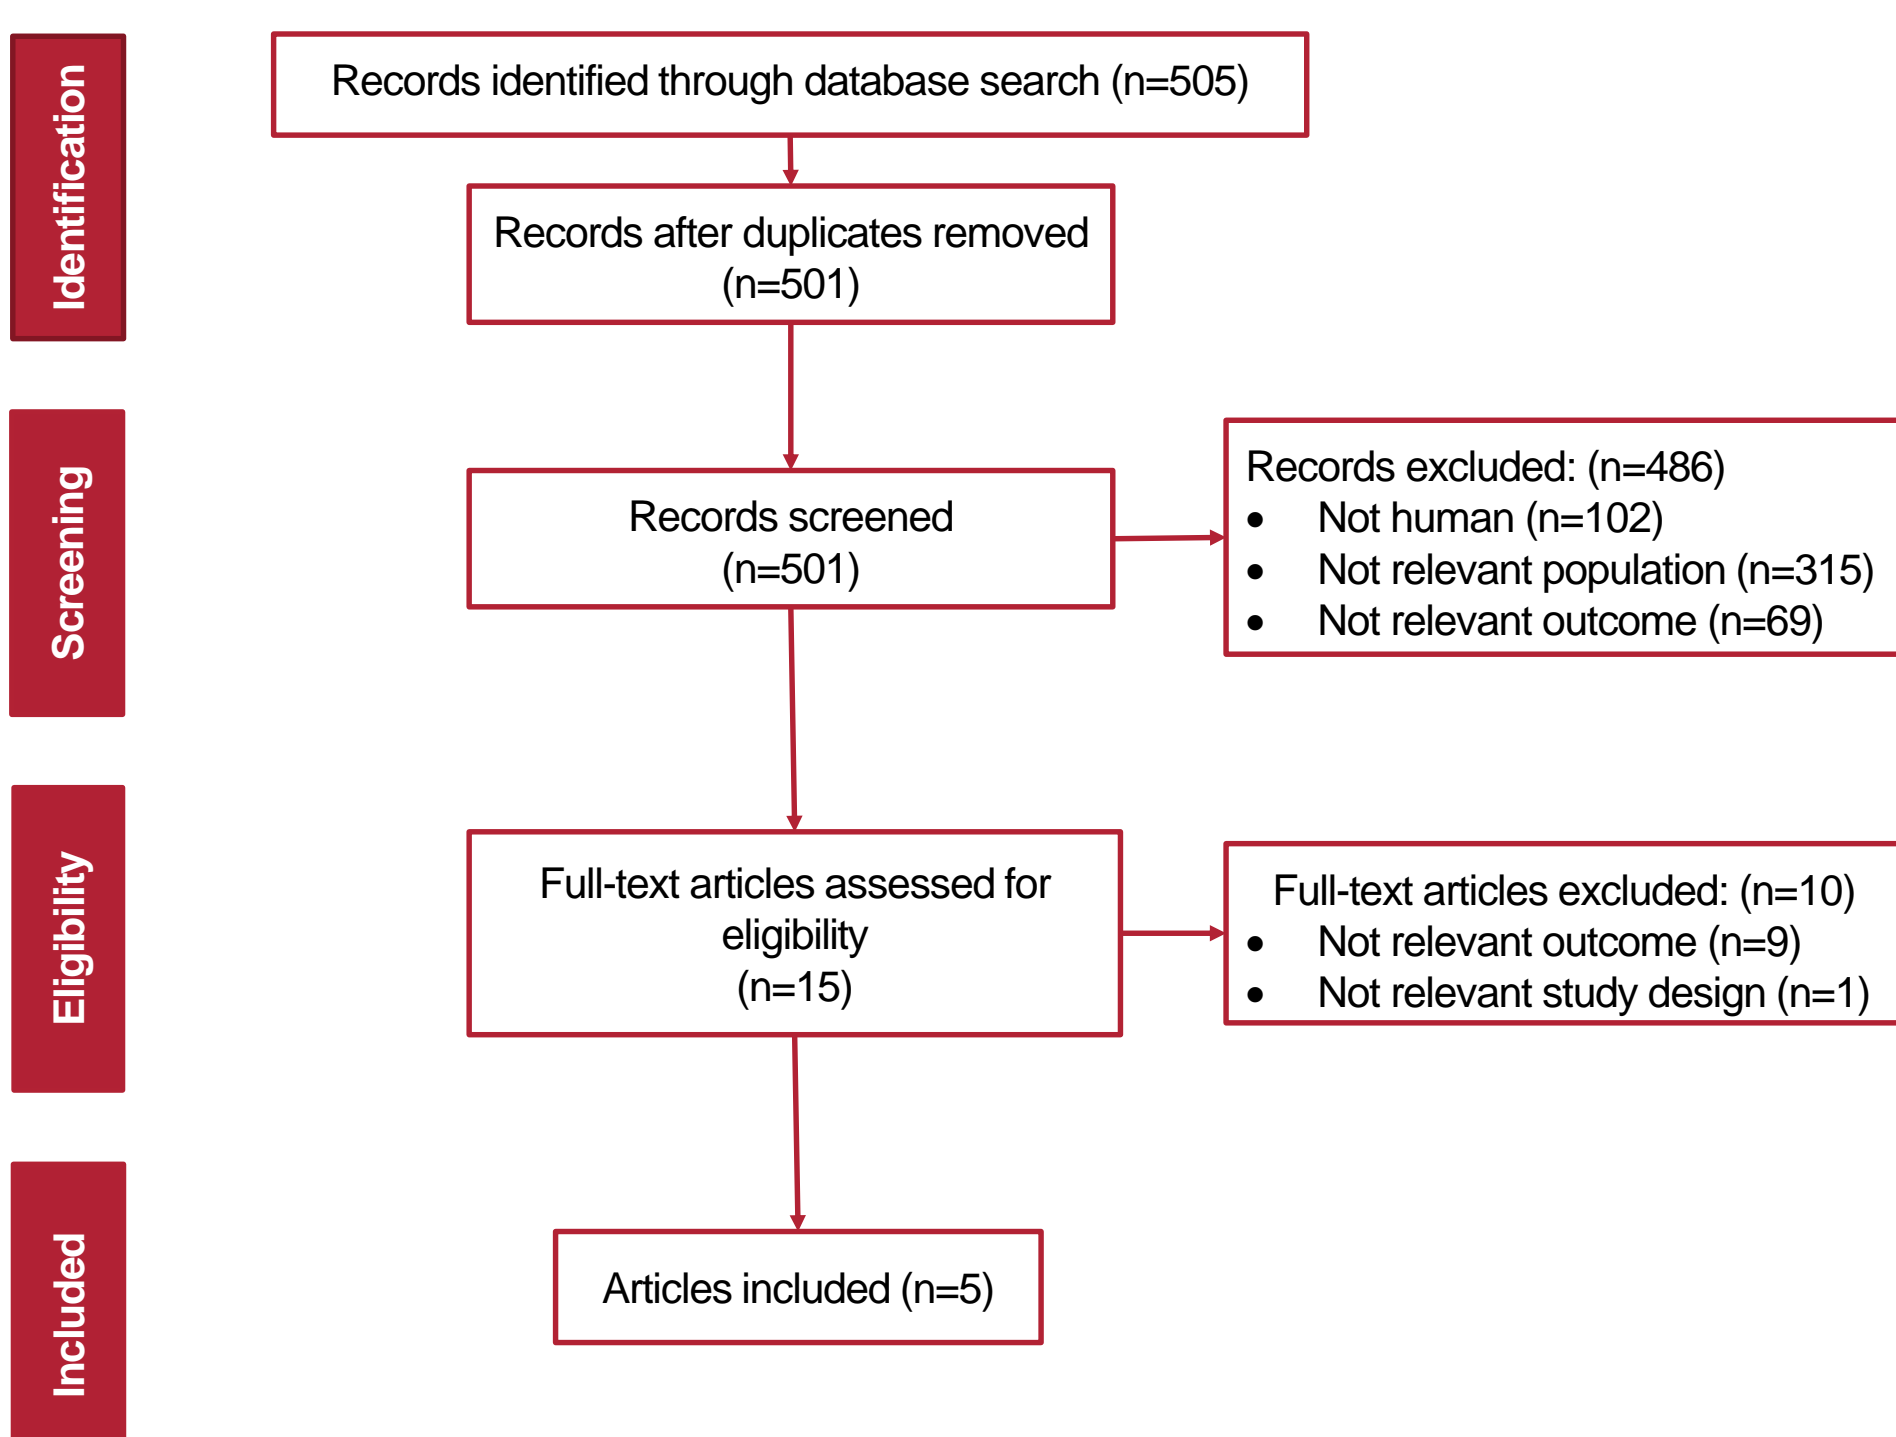 Identification
Records identified through database search (n=505)
Records after duplicates removed
(n=501)
Screening
Records screened
(n=501)
Records excluded: (n=486)
• Not human (n=102)
• Not relevant population (n=315)
• Not relevant outcome (n=69)
Eligibility
Full-text articles assessed for
eligibility
(n=15)
Full-text articles excluded: (n=10)
• Not relevant outcome (n=9)
• Not relevant study design (n=1)
Included
Articles included (n=5)